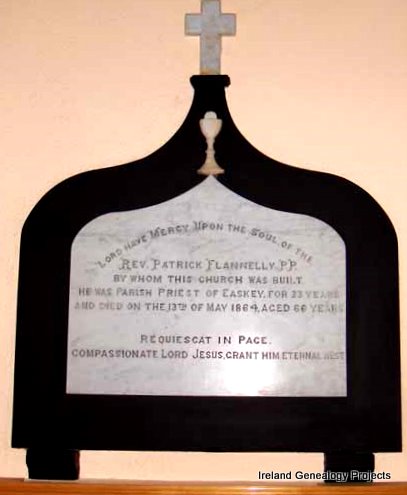 LORD HAVE MERCY UPON THE SOUL OF THE
REV. PATRICK FLANNELLY, P.P.
BY WHOM THIS CHURCH WAS BUILT.
HE WAS PARISH PRIEST OF EASKEY, FOR 33 YEARS
AND DIED ON THE 13TH OF MAY 1864, AGED 66 YEARS
REQUIESCAT IN PACE.
COMPASSIONATE LORD JESUS, GRANT HIM ETERNAL REST
Ireland Genealogy Projects